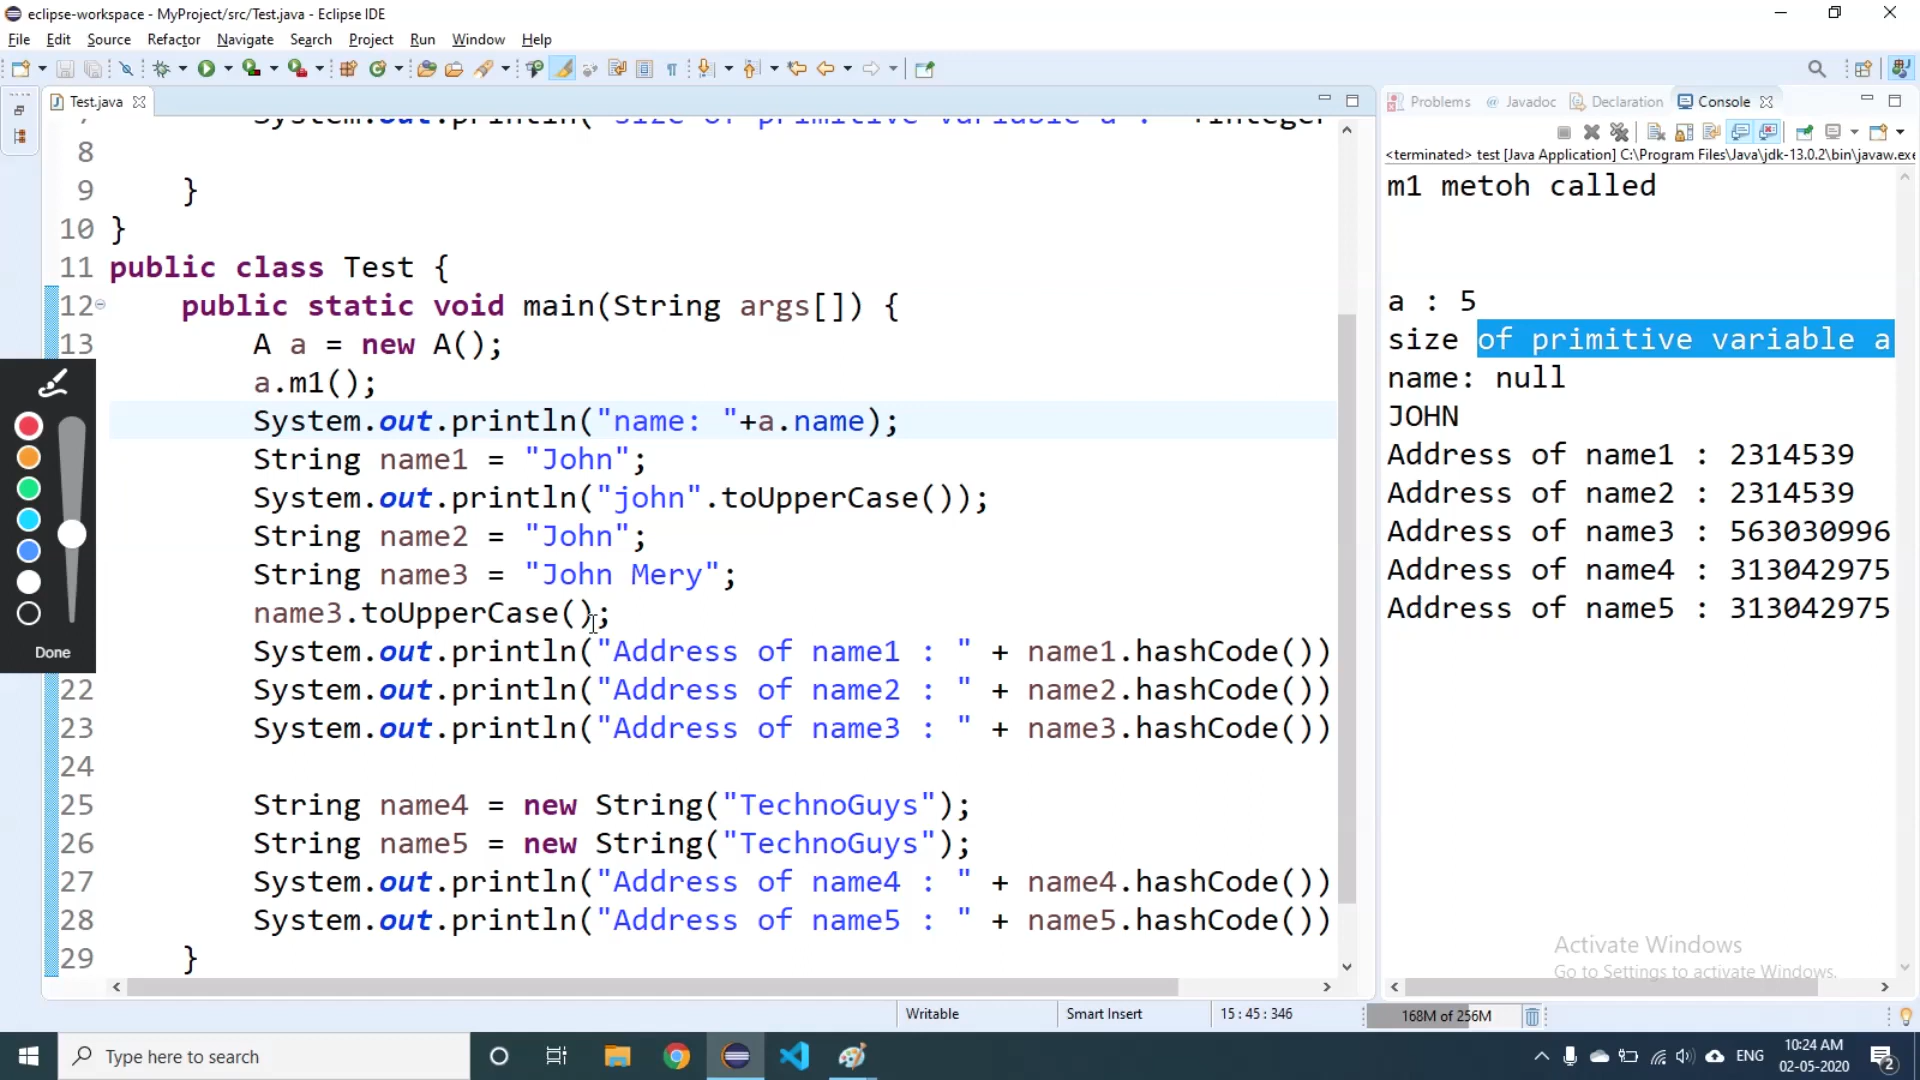 eclipse-workspace - MyProject/src/Test.java - Eclipse IDE
File Edit Source Refactor Navigate Search Project Run Window Help
Test.java
System.out.println("size of primitive variable a : "+Integer
8
9 }
10 }
11 public class Test {
12 public static void main(String args[]) {
13 A a = new A();
a.m1();
System.out.println("name: "+a.name);
String name1 = "John";
System.out.println("john".toUpperCase());
String name2 = "John";
String name3 = "John Mery";
name3.toUpperCase();
System.out.println("Address of name1 : " + name1.hashCode())
22 System.out.println("Address of name2 : " + name2.hashCode())
23 System.out.println("Address of name3 : " + name3.hashCode())
24
25 String name4 = new String("TechnoGuys");
26 String name5 = new String("TechnoGuys");
27 System.out.println("Address of name4 : " + name4.hashCode())
28 System.out.println("Address of name5 : " + name5.hashCode())
29 }
Done
Problems @ Javadoc Declaration Console
<terminated> test [Java Application] C:\Program Files\Java\jdk-13.0.2\bin\javaw.exe
m1 metoh called
a : 5
size of primitive variable a
name: null
JOHN
Address of name1 : 2314539
Address of name2 : 2314539
Address of name3 : 563030996
Address of name4 : 313042975
Address of name5 : 313042975
Activate Windows
Go to Settings to activate Windows.
Writable Smart Insert 15 : 45 : 346 168M of 256M
Type here to search
ENG
10:24 AM
02-05-2020
2